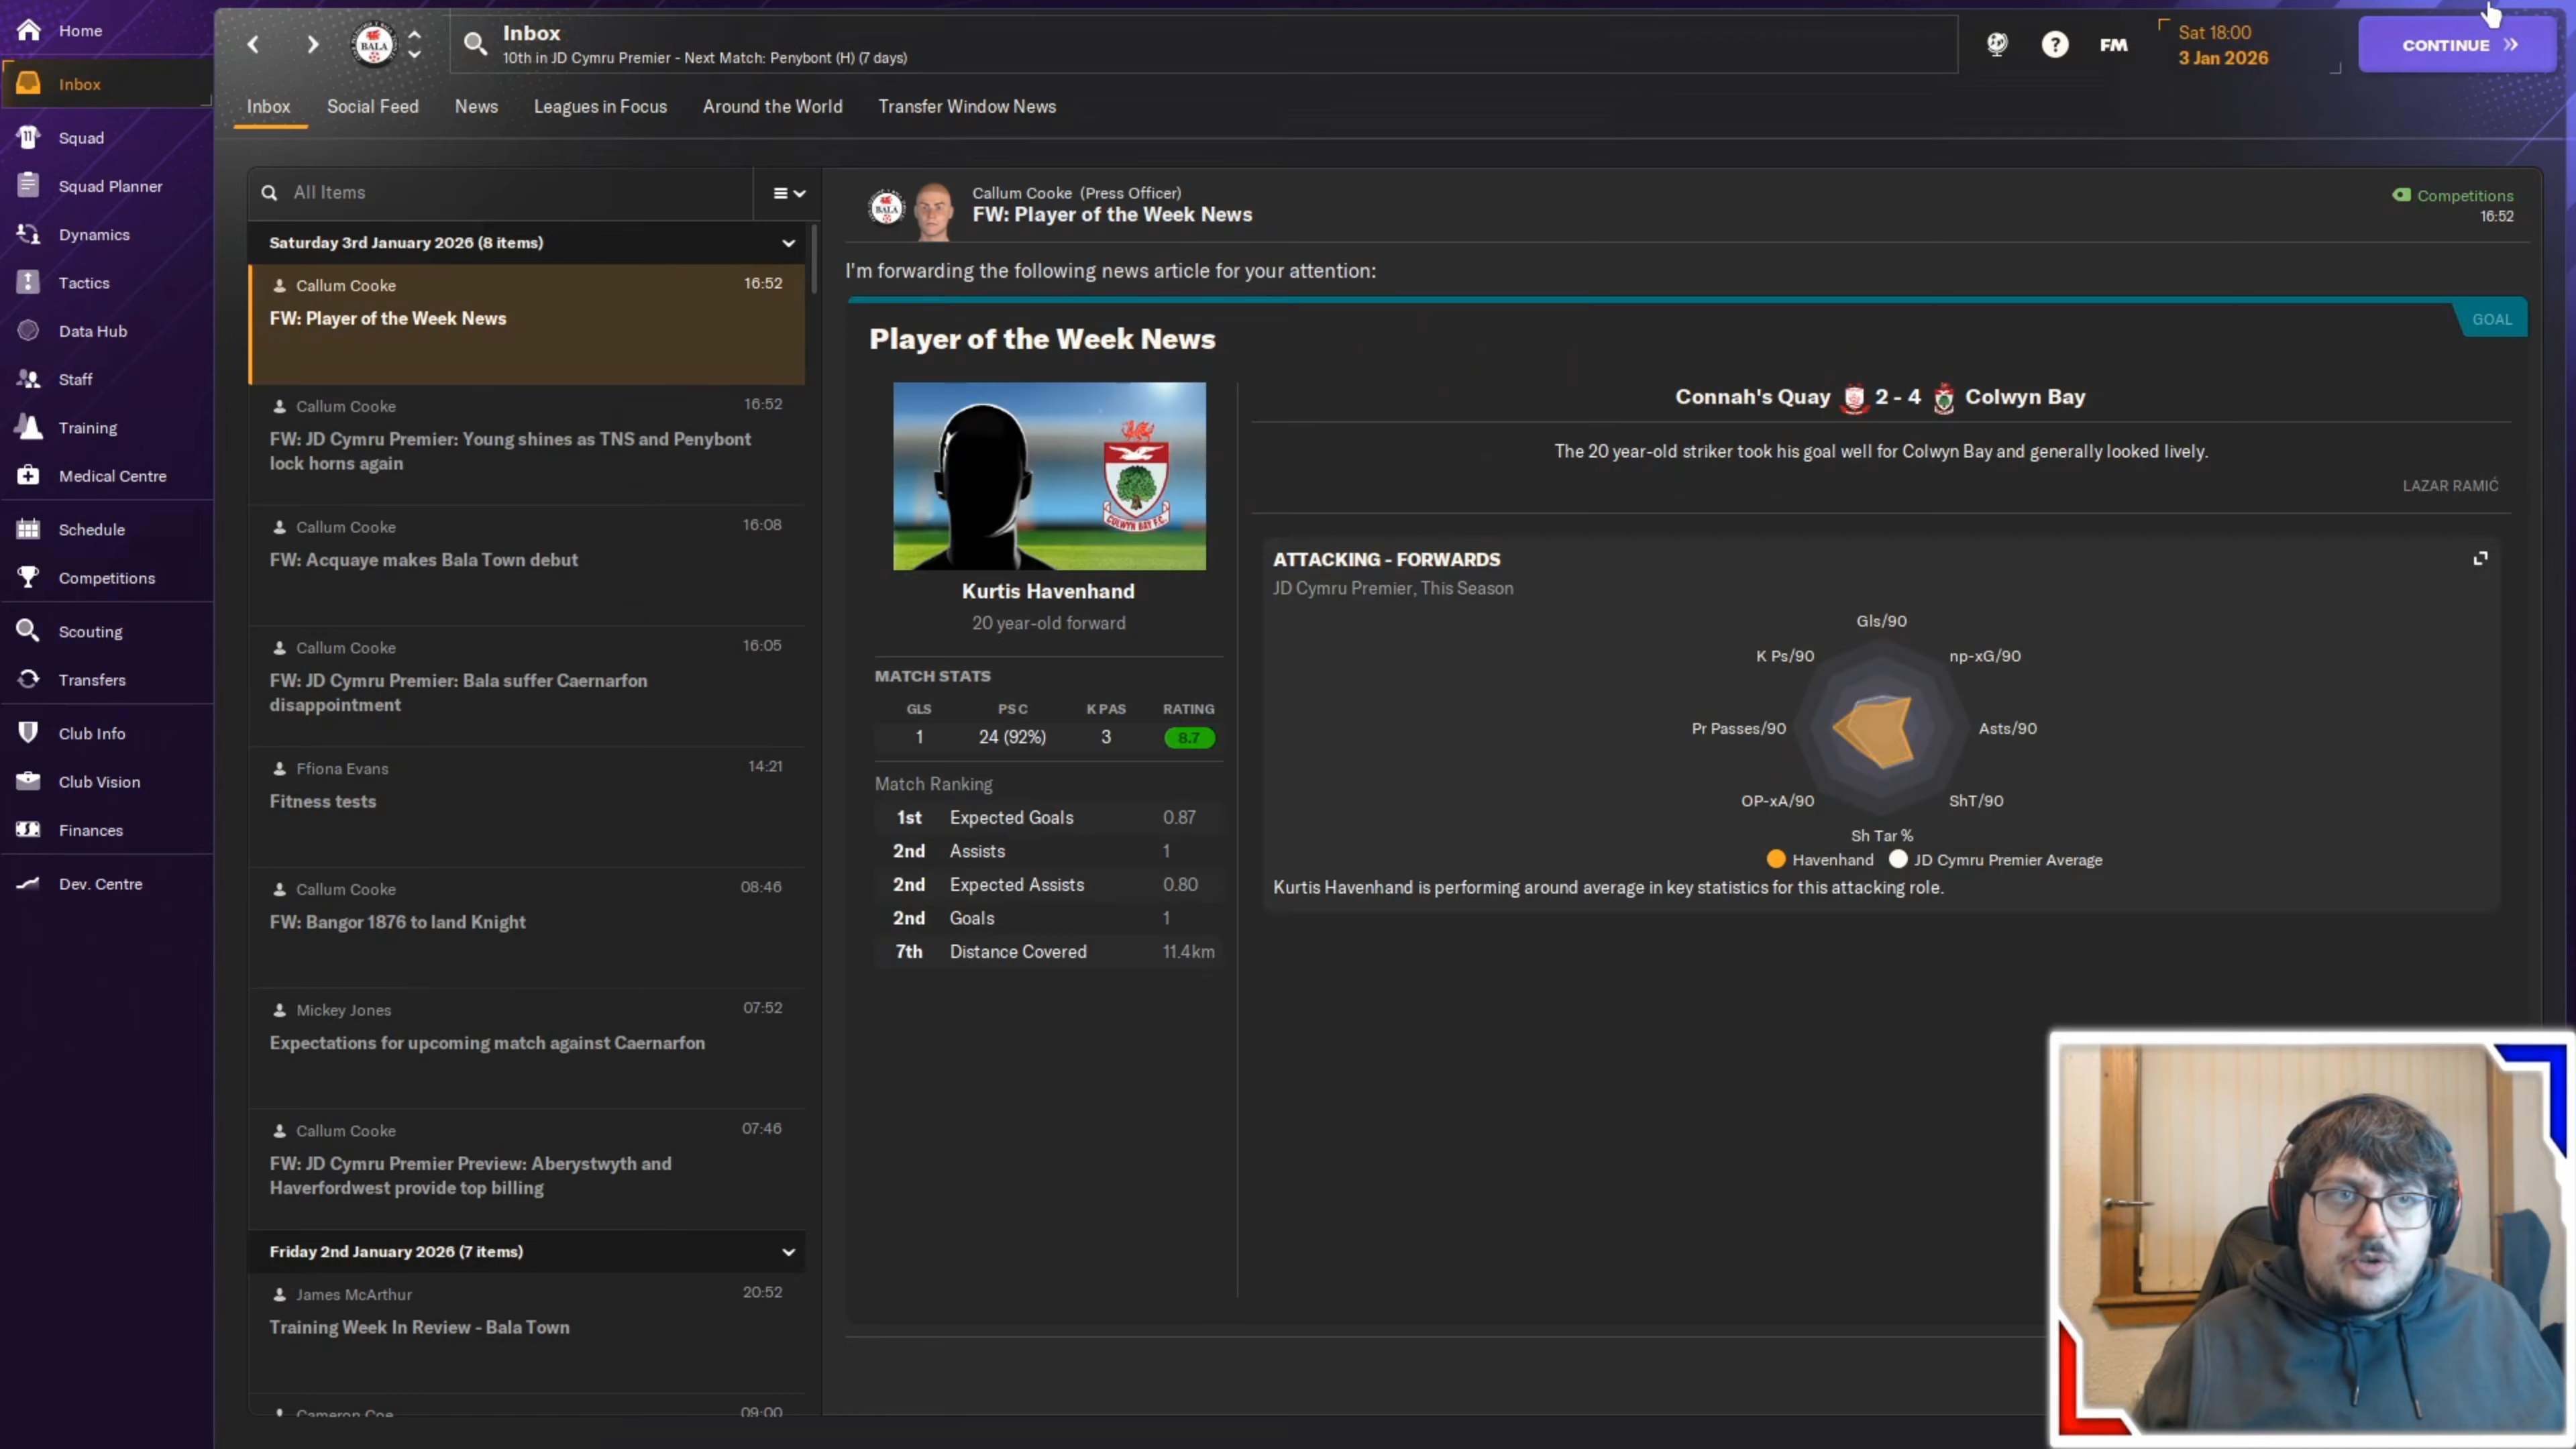 Home
Inbox
Squad
Squad Planner
Dynamics
Tactics
Data Hub
Staff
Training
Medical Centre
Schedule
Competitions
Scouting
Transfers
Club Info
Club Vision
Finances
Dev. Centre
BALA
Inbox
10th in JD Cymru Premier - Next Match: Penybont (H) (7 days)
?
FM
Sat 18:00
3 Jan 2026
CONTINUE
Inbox Social Feed News Leagues in Focus Around the World Transfer Window News
All Items
Saturday 3rd January 2026 (8 items)
Callum Cooke 16:52
FW: Player of the Week News
Callum Cooke 16:52
FW: JD Cymru Premier: Young shines as TNS and Penybont
lock horns again
Callum Cooke 16:08
FW: Acquaye makes Bala Town debut
Callum Cooke 16:05
FW: JD Cymru Premier: Bala suffer Caernarfon
disappointment
Ffiona Evans 14:21
Fitness tests
Callum Cooke 08:46
FW: Bangor 1876 to land Knight
Mickey Jones 07:52
Expectations for upcoming match against Caernarfon
Callum Cooke 07:46
FW: JD Cymru Premier Preview: Aberystwyth and
Haverfordwest provide top billing
Friday 2nd January 2026 (7 items)
James McArthur 20:52
Training Week In Review - Bala Town
Cameron Coe 09:00
BALA
Callum Cooke (Press Officer)
FW: Player of the Week News
Competitions
16:52
I'm forwarding the following news article for your attention:
GOAL
Player of the Week News
COLWYN BAY F.C.
Kurtis Havenhand
20 year-old forward
MATCH STATS
GLS PS C K PAS RATING
1 24 (92%) 3 8.7
Match Ranking
1st Expected Goals 0.87
2nd Assists 1
2nd Expected Assists 0.80
2nd Goals 1
7th Distance Covered 11.4km
Connah's Quay 2 - 4 Colwyn Bay
The 20 year-old striker took his goal well for Colwyn Bay and generally looked lively.
LAZAR RAMIĆ
ATTACKING - FORWARDS
JD Cymru Premier, This Season
Gls/90
K Ps/90 np-xG/90
Pr Passes/90 Asts/90
OP-xA/90 ShT/90
Sh Tar %
Havenhand JD Cymru Premier Average
Kurtis Havenhand is performing around average in key statistics for this attacking role.